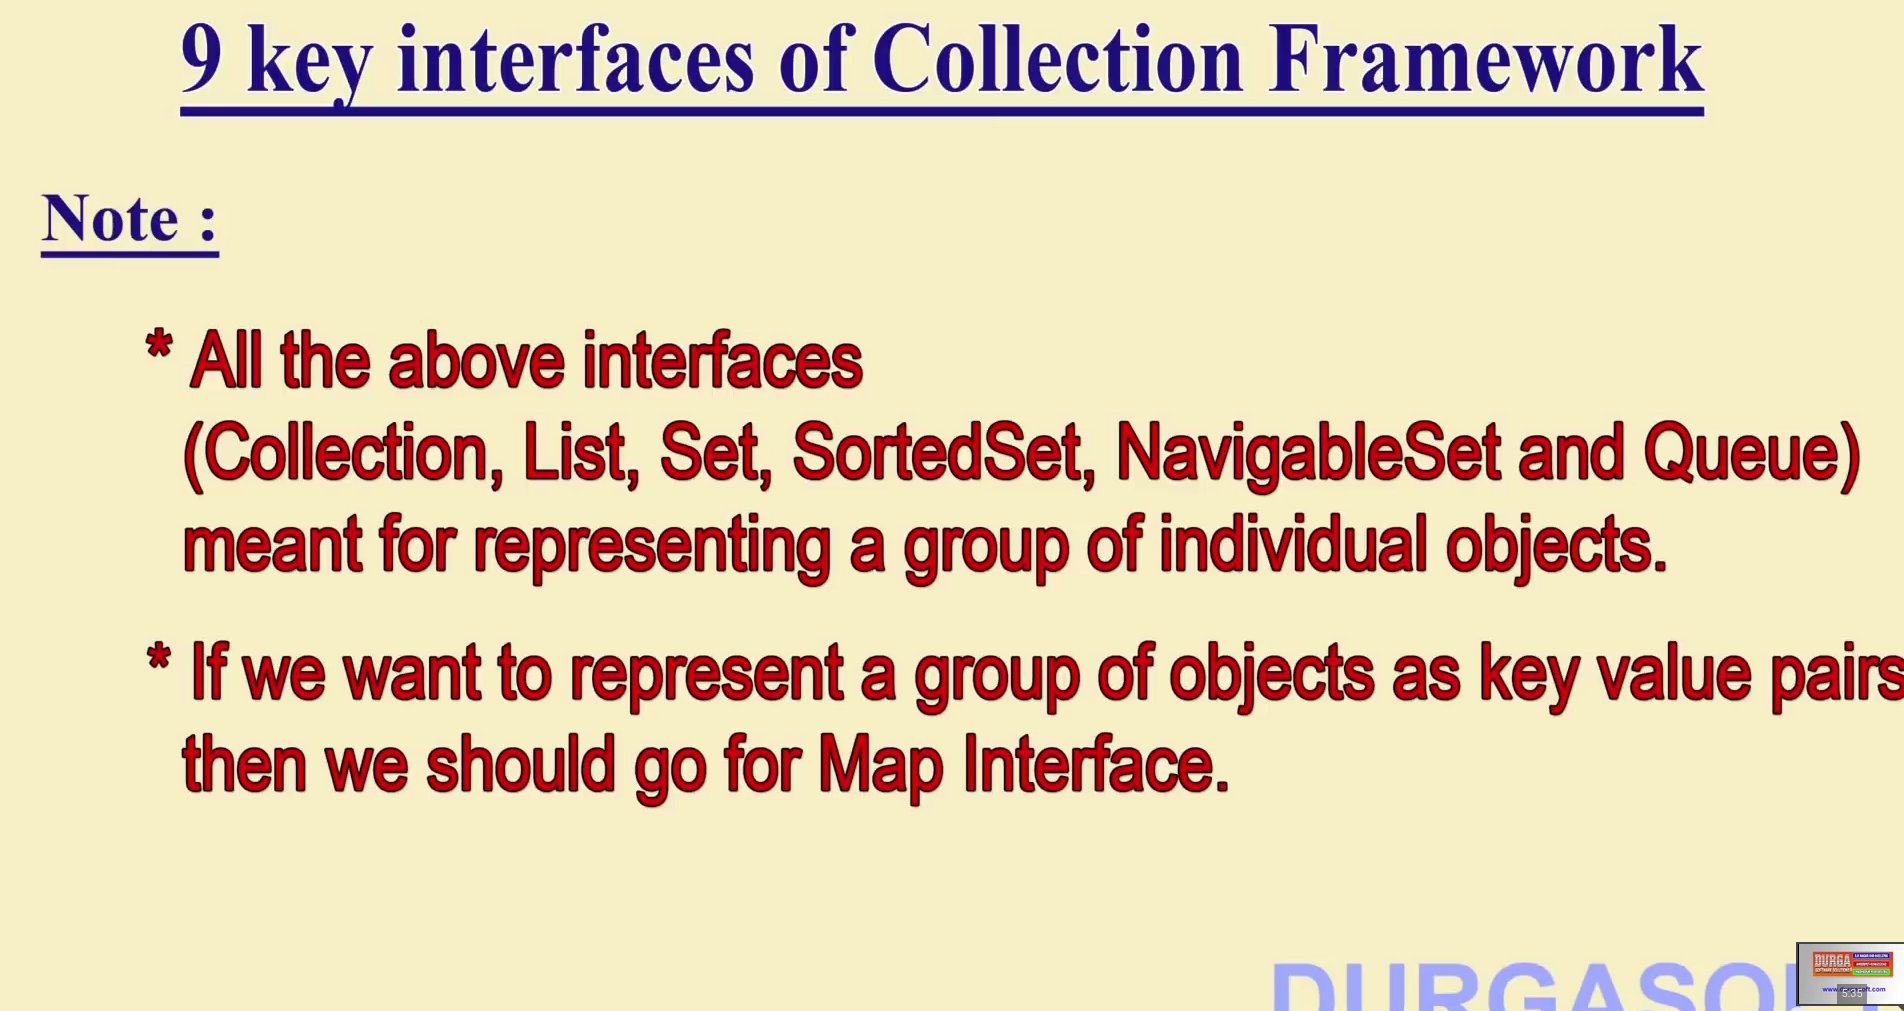 9 key interfaces of Collection Framework
Note :
* All the above interfaces
(Collection, List, Set, SortedSet, NavigableSet and Queue)
meant for representing a group of individual objects.
* If we want to represent a group of objects as key value pairs
then we should go for Map Interface.
DURGASO
DURGA
5:35